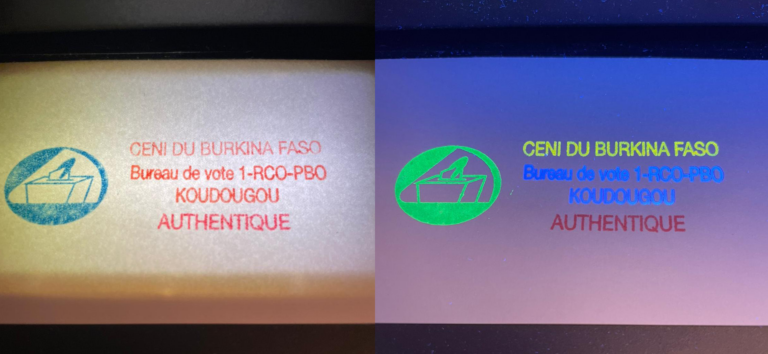 CENI DU BURKINA FASO
Bureau de vote 1-RCO-PBO
KOUDOUGOU
AUTHENTIQUE
CENI DU BURKINA FASO
Bureau de vote 1-RCO-PBO
KOUDOUGOU
AUTHENTIQUE